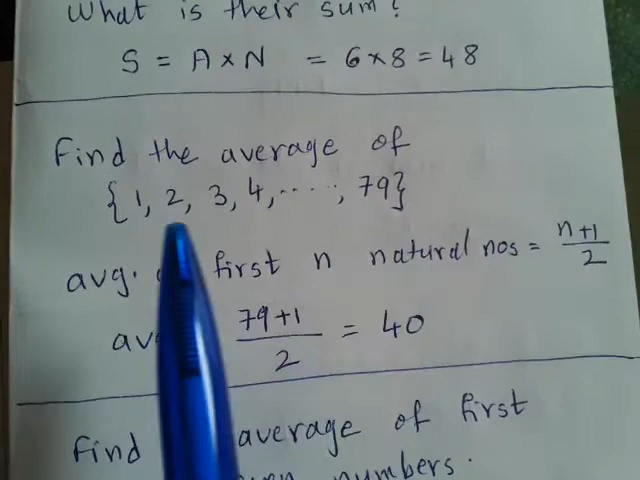 What is their sum?
S = A × N = 6 × 8 = 48
Find the average of
{1, 2, 3, 4, ....., 79}
avg. first n natural nos = n+1/2
79+1/2 = 40
Find average of first
numbers.